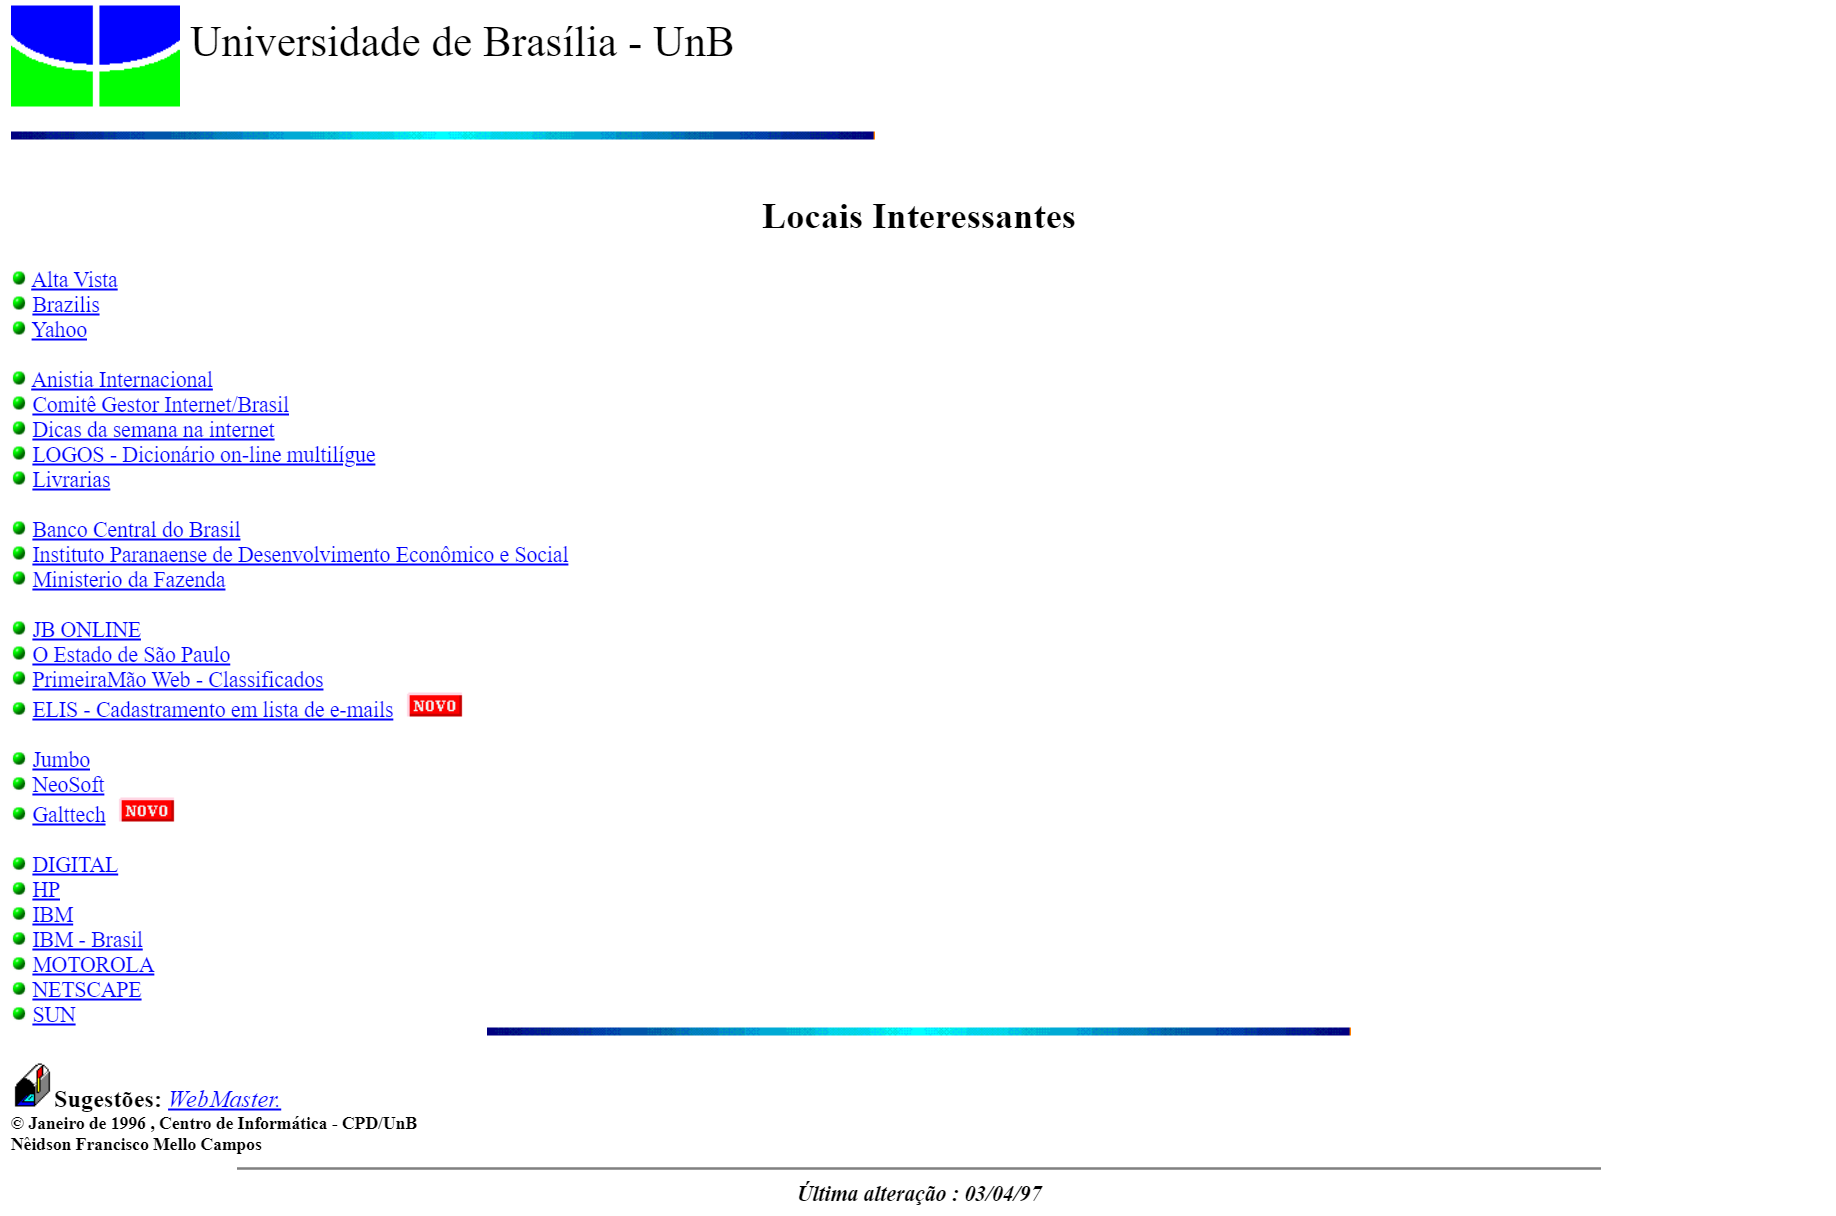 Universidade de Brasília - UnB
Locais Interessantes
Alta Vista
Brazilis
Yahoo
Anistia Internacional
Comitê Gestor Internet/Brasil
Dicas da semana na internet
LOGOS - Dicionário on-line multilígue
Livrarias
Banco Central do Brasil
Instituto Paranaense de Desenvolvimento Econômico e Social
Ministerio da Fazenda
JB ONLINE
O Estado de São Paulo
PrimeiraMão Web - Classificados
ELIS - Cadastramento em lista de e-mails NOVO
Jumbo
NeoSoft
Galttech NOVO
DIGITAL
HP
IBM
IBM - Brasil
MOTOROLA
NETSCAPE
SUN
Sugestões: WebMaster.
© Janeiro de 1996 , Centro de Informática - CPD/UnB
Nêidson Francisco Mello Campos
Última alteração : 03/04/97